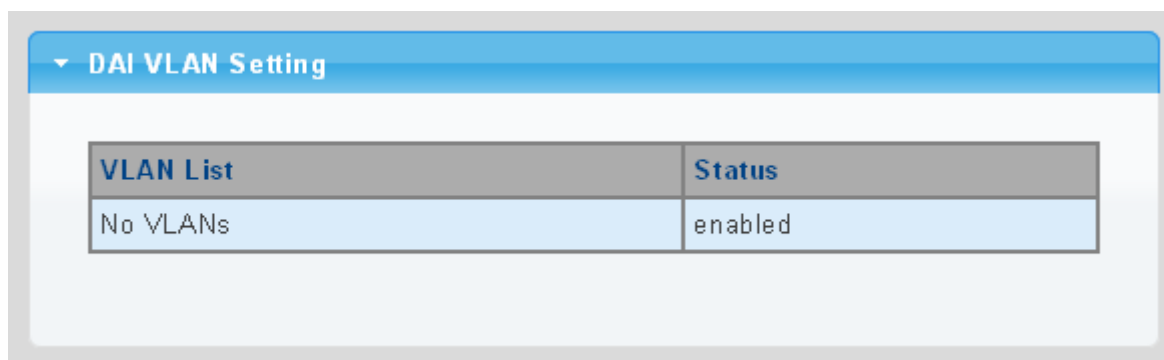 DAI VLAN Setting
VLAN List Status
No VLANs enabled